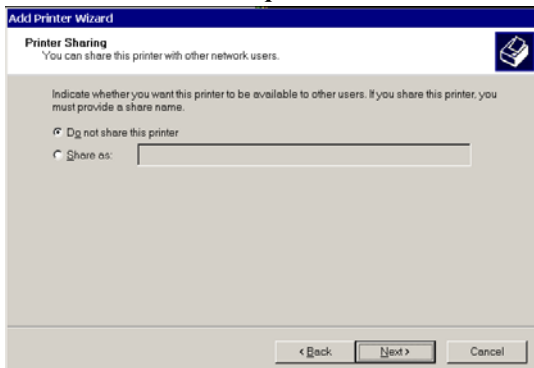 Add Printer Wizard
Printer Sharing
You can share this printer with other network users.
Indicate whether you want this printer to be available to other users. If you share this printer, you
must provide a share name.
Do not share this printer
Share as:
< Back
Next >
Cancel